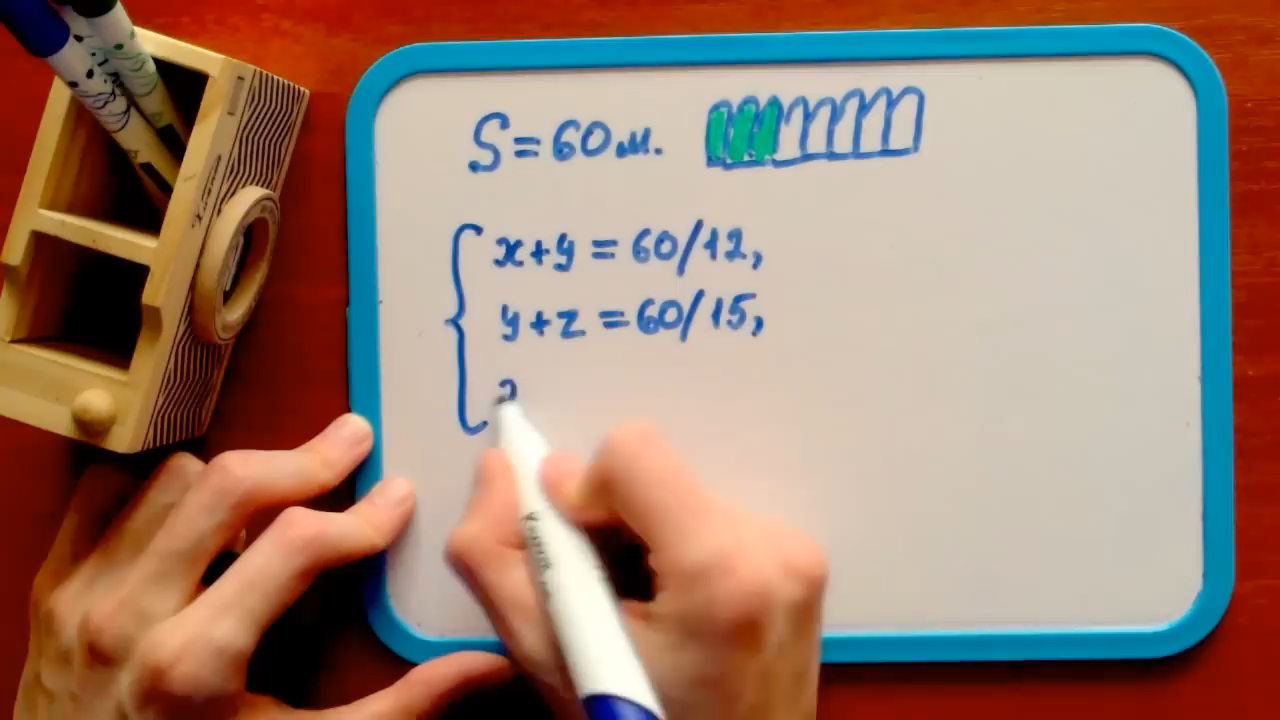 S = 60 м.
x + y = 60/12,
y + z = 60/15,